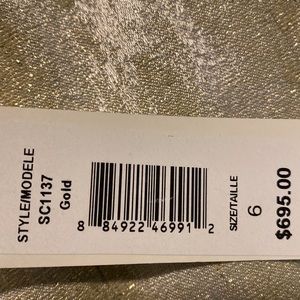 STYLE/MODELE
SC1137
Gold
8 84922 46991 2
SIZE/TAILLE
6
$695.00